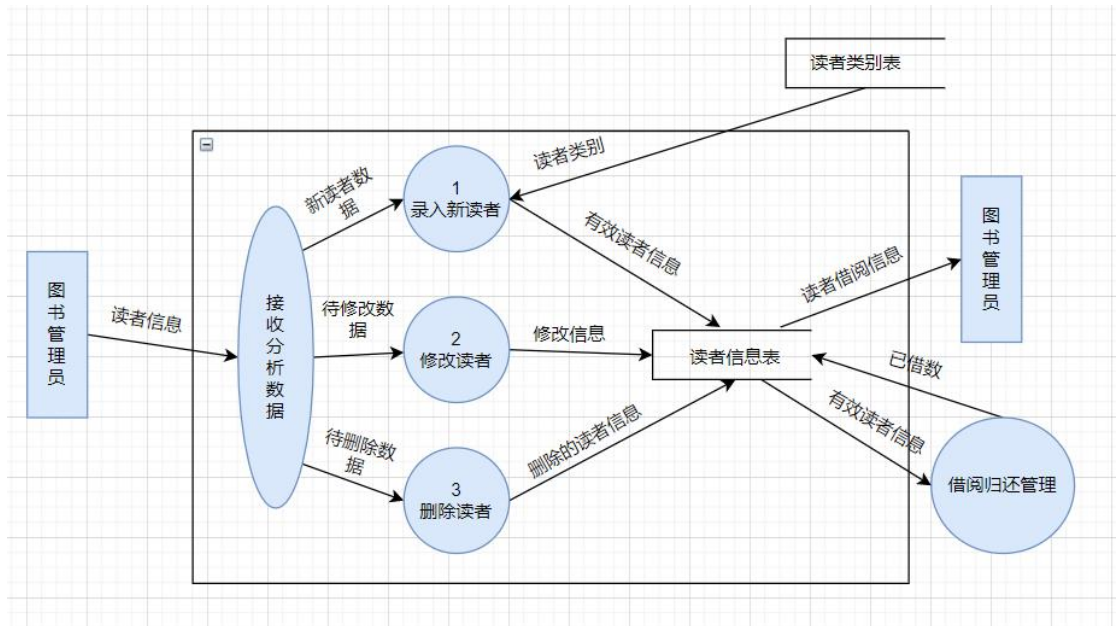 读者类别表
读者类别
新读者数
据
1
录入新读者
有效读者信息
读者借阅信息
图
书
管
理
员
图
书
管
理
员
读者信息
接
收
分
析
数
据
待修改数
据
2
修改读者
修改信息
读者信息表
已借数
有效读者信息
待删除数
据
3
删除读者
删除的读者信息
借阅归还管理